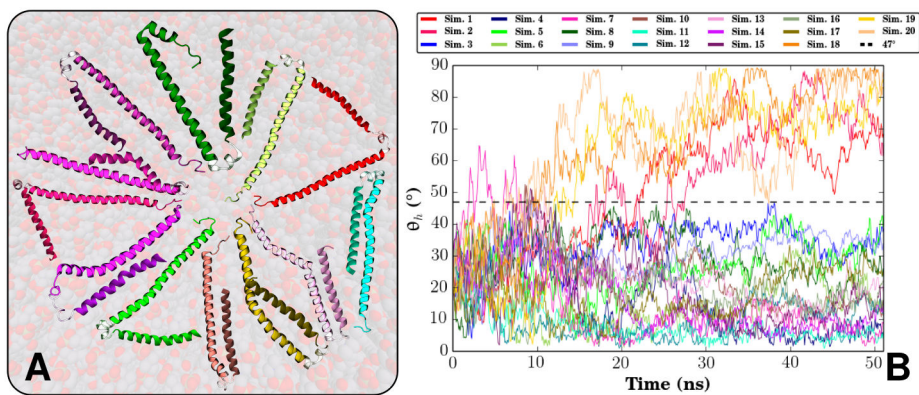 A
Sim. 1 Sim. 4 Sim. 7 Sim. 10 Sim. 13 Sim. 16 Sim. 19
Sim. 2 Sim. 5 Sim. 8 Sim. 11 Sim. 14 Sim. 17 Sim. 20
Sim. 3 Sim. 6 Sim. 9 Sim. 12 Sim. 15 Sim. 18 47°
90
80
70
60
50
40
30
20
10
0
θh (°)
0 10 20 30 40 50
Time (ns)
B